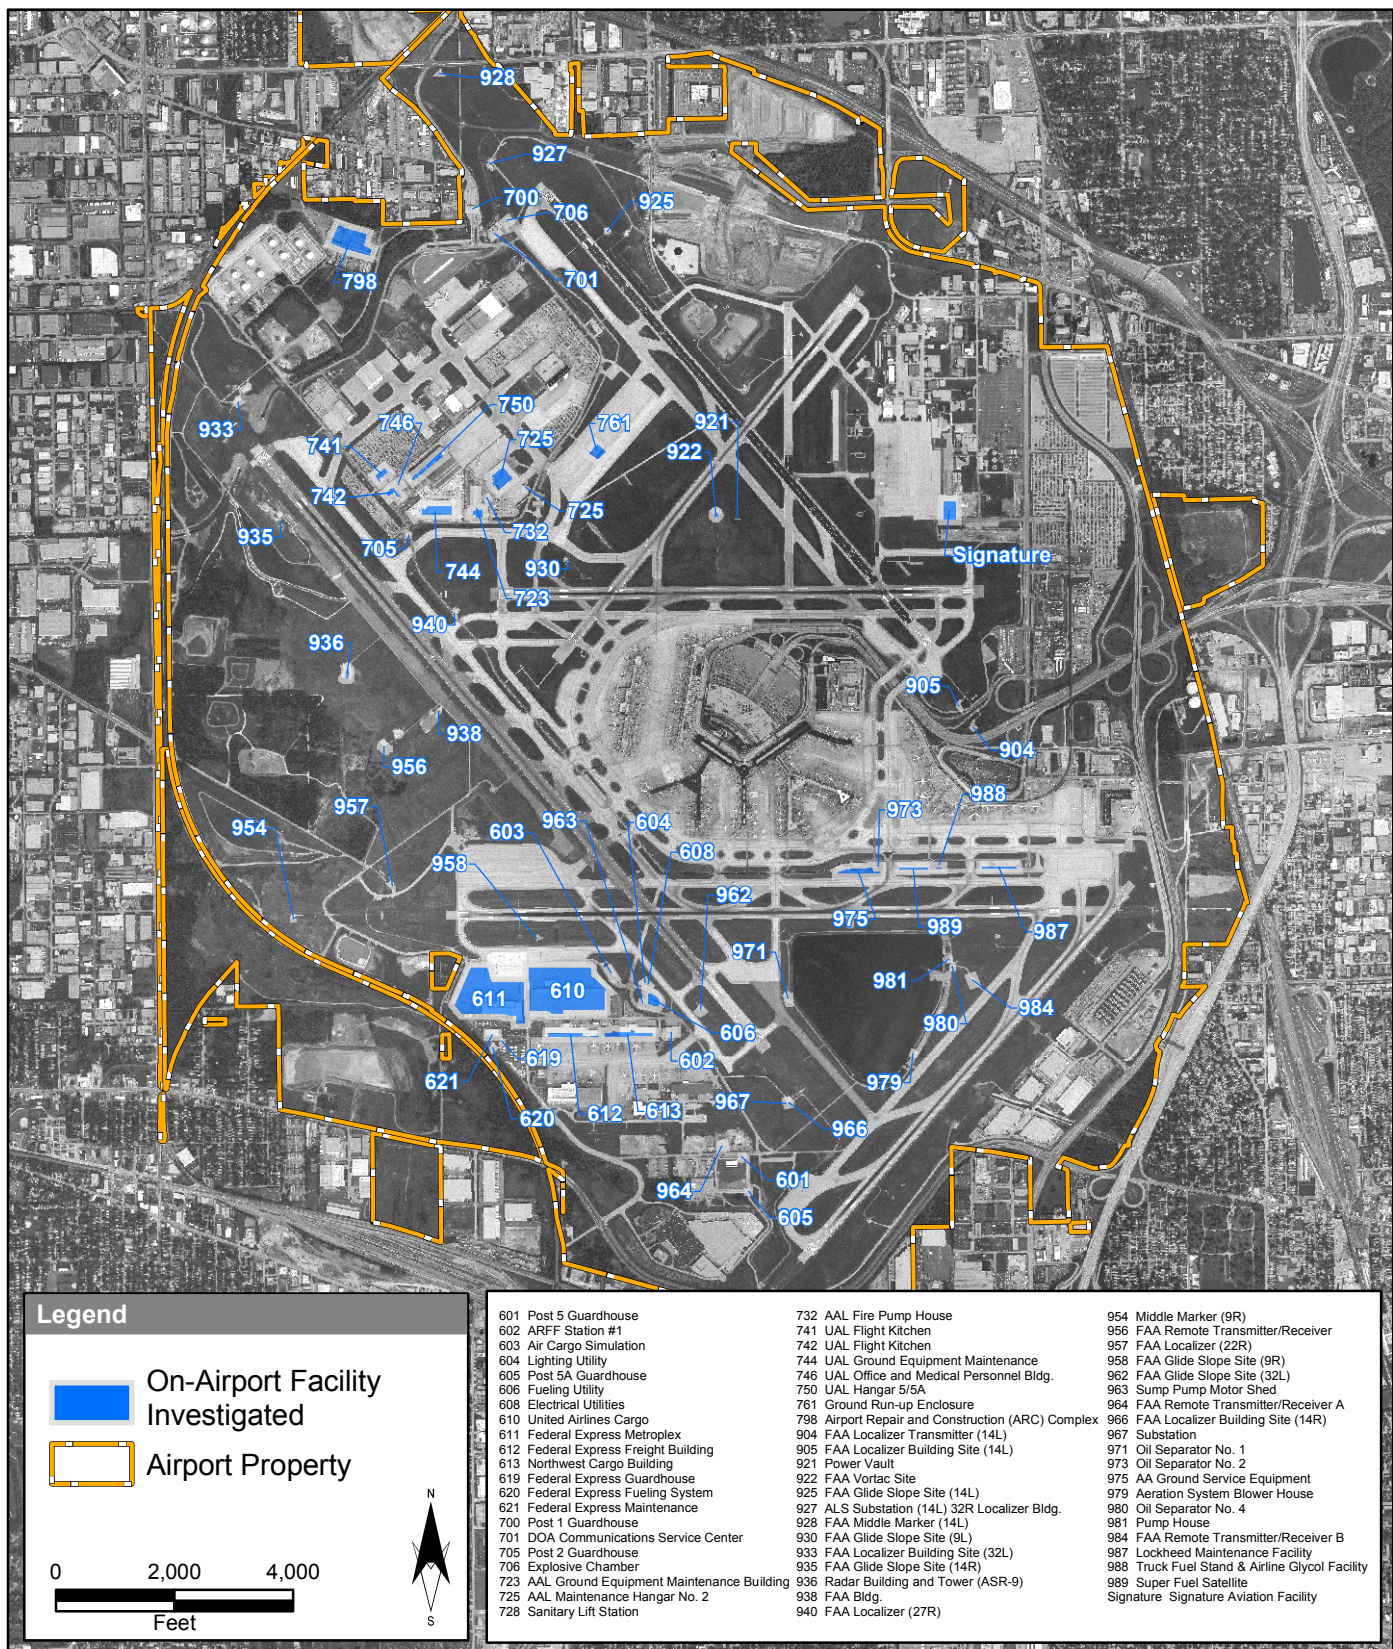 928
927
700
706
925
701
798
750
746
761
921
933
741
725
922
742
725
935
705
732
Signature
744
930
723
940
936
905
938
904
956
988
957
963
604
973
954
603
608
958
962
975
989
987
971
981
611
610
984
980
606
619
602
621
979
967
620
612
613
966
601
964
605
Legend
On-Airport Facility
Investigated
Airport Property
N
S
0 2,000 4,000
Feet
601 Post 5 Guardhouse
602 ARFF Station #1
603 Air Cargo Simulation
604 Lighting Utility
605 Post 5A Guardhouse
606 Fueling Utility
608 Electrical Utilities
610 United Airlines Cargo
611 Federal Express Metroplex
612 Federal Express Freight Building
613 Northwest Cargo Building
619 Federal Express Guardhouse
620 Federal Express Fueling System
621 Federal Express Maintenance
700 Post 1 Guardhouse
701 DOA Communications Service Center
705 Post 2 Guardhouse
706 Explosive Chamber
723 AAL Ground Equipment Maintenance Building
725 AAL Maintenance Hangar No. 2
728 Sanitary Lift Station
732 AAL Fire Pump House
741 UAL Flight Kitchen
742 UAL Flight Kitchen
744 UAL Ground Equipment Maintenance
746 UAL Office and Medical Personnel Bldg.
750 UAL Hangar 5/5A
761 Ground Run-up Enclosure
798 Airport Repair and Construction (ARC) Complex
904 FAA Localizer Transmitter (14L)
905 FAA Localizer Building Site (14L)
921 Power Vault
922 FAA Vortac Site
925 FAA Glide Slope Site (14L)
927 ALS Substation (14L) 32R Localizer Bldg.
928 FAA Middle Marker (14L)
930 FAA Glide Slope Site (9L)
933 FAA Localizer Building Site (32L)
935 FAA Glide Slope Site (14R)
936 Radar Building and Tower (ASR-9)
938 FAA Bldg.
940 FAA Localizer (27R)
954 Middle Marker (9R)
956 FAA Remote Transmitter/Receiver
957 FAA Localizer (22R)
958 FAA Glide Slope Site (9R)
962 FAA Glide Slope Site (32L)
963 Sump Pump Motor Shed
964 FAA Remote Transmitter/Receiver A
966 FAA Localizer Building Site (14R)
967 Substation
971 Oil Separator No. 1
973 Oil Separator No. 2
975 AA Ground Service Equipment
979 Aeration System Blower House
980 Oil Separator No. 4
981 Pump House
984 FAA Remote Transmitter/Receiver B
987 Lockheed Maintenance Facility
988 Truck Fuel Stand & Airline Glycol Facility
989 Super Fuel Satellite
Signature Signature Aviation Facility